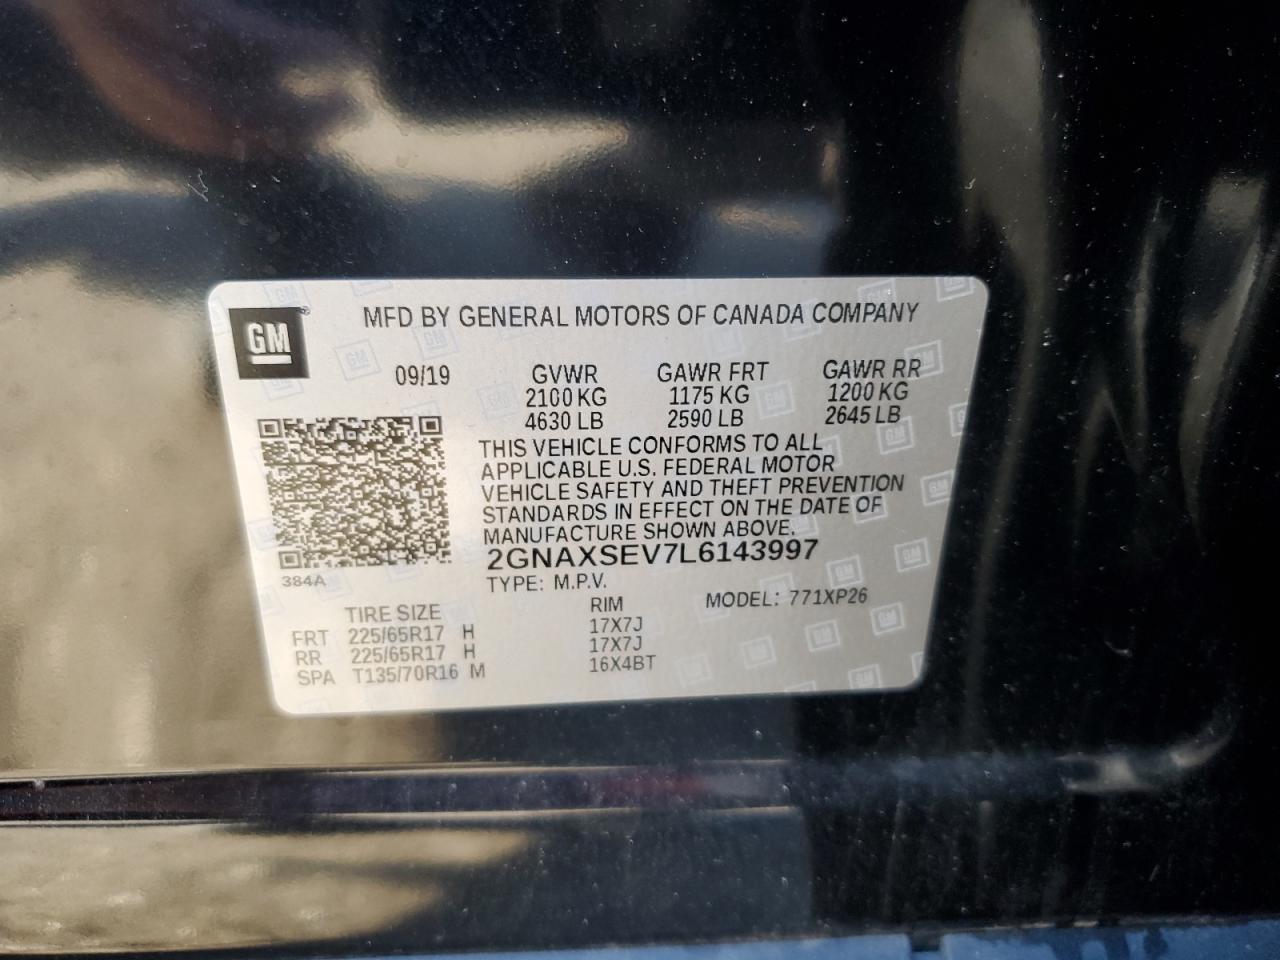 GM
MFD BY GENERAL MOTORS OF CANADA COMPANY
09/19 GVWR GAWR FRT GAWR RR
2100 KG 1175 KG 1200 KG
4630 LB 2590 LB 2645 LB
THIS VEHICLE CONFORMS TO ALL
APPLICABLE U.S. FEDERAL MOTOR
VEHICLE SAFETY AND THEFT PREVENTION
STANDARDS IN EFFECT ON THE DATE OF
MANUFACTURE SHOWN ABOVE.
2GNAXSEV7L6143997
384A
TYPE: M.P.V.
TIRE SIZE RIM MODEL: 771XP26
FRT 225/65R17 H 17X7J
RR 225/65R17 H 17X7J
SPA T135/70R16 M 16X4BT